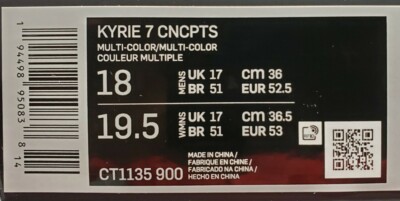 KYRIE 7 CNCPTS
MULTI-COLOR/MULTI-COLOR
COULEUR MULTIPLE
18 MENS UK 17 cm 36
BR 51 EUR 52.5
19.5 WMNS UK 17 cm 36.5
BR 51 EUR 53
MADE IN CHINA /
FABRIQUE EN CHINE /
FABRICADO NA CHINA /
HECHO EN CHINA
CT1135 900
1 94498 95083 8 14